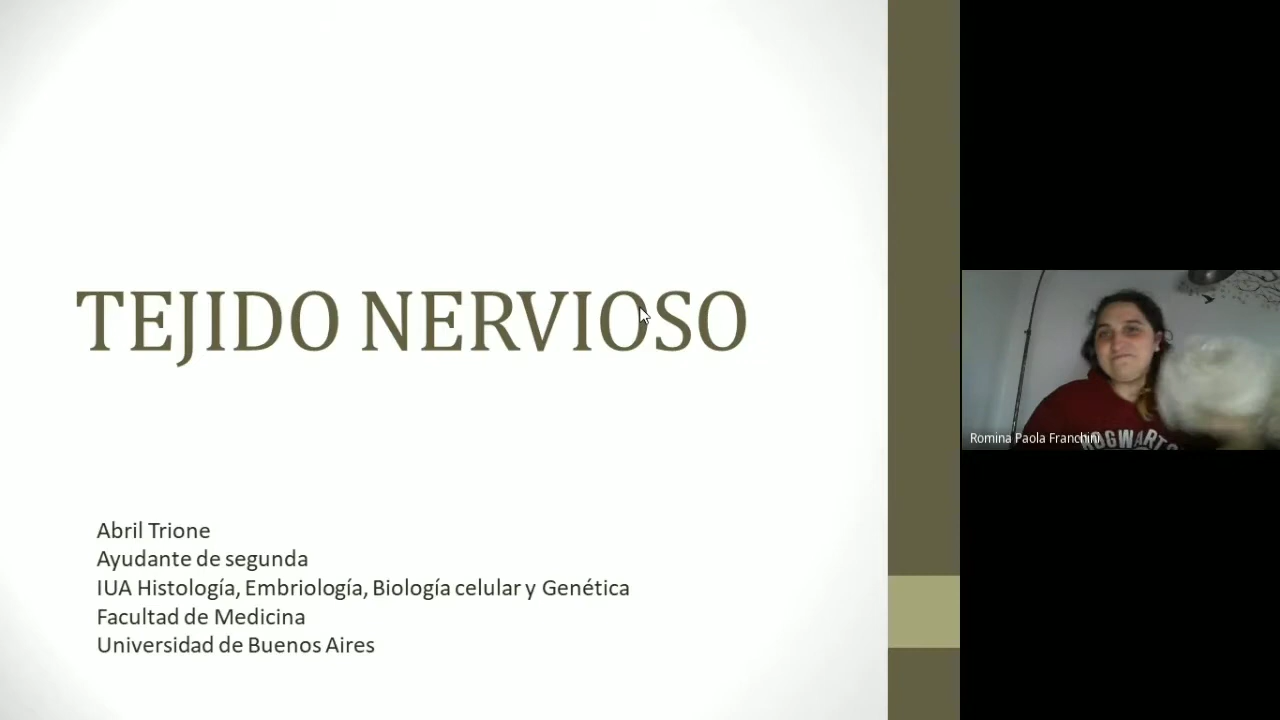 TEJIDO NERVIOSO
Abril Trione
Ayudante de segunda
IUA Histología, Embriología, Biología celular y Genética
Facultad de Medicina
Universidad de Buenos Aires
Romina Paola Franchini
HOGWARTS